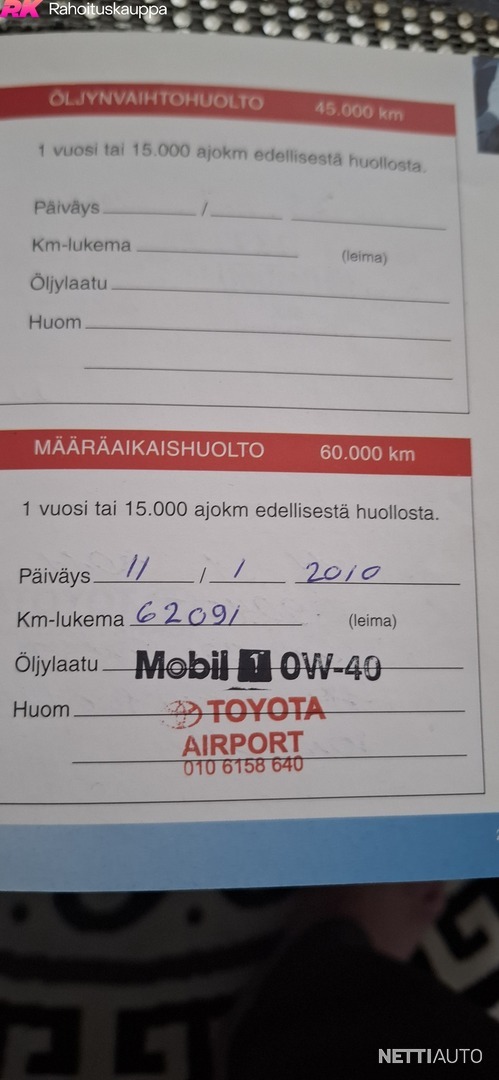 RK Rahoituskauppa
ÖLJYNVAIHTOHUOLTO 45.000 km
1 vuosi tai 15.000 ajokm edellisestä huollosta.
Päiväys / 
Km-lukema (leima)
Öljylaatu
Huom
MÄÄRÄAIKAISHUOLTO 60.000 km
1 vuosi tai 15.000 ajokm edellisestä huollosta.
Päiväys 11 / 1 2010
Km-lukema 62091 (leima)
Öljylaatu Mobil 1 0W-40
Huom TOYOTA
AIRPORT
010 6158 640
NETTIAUTO